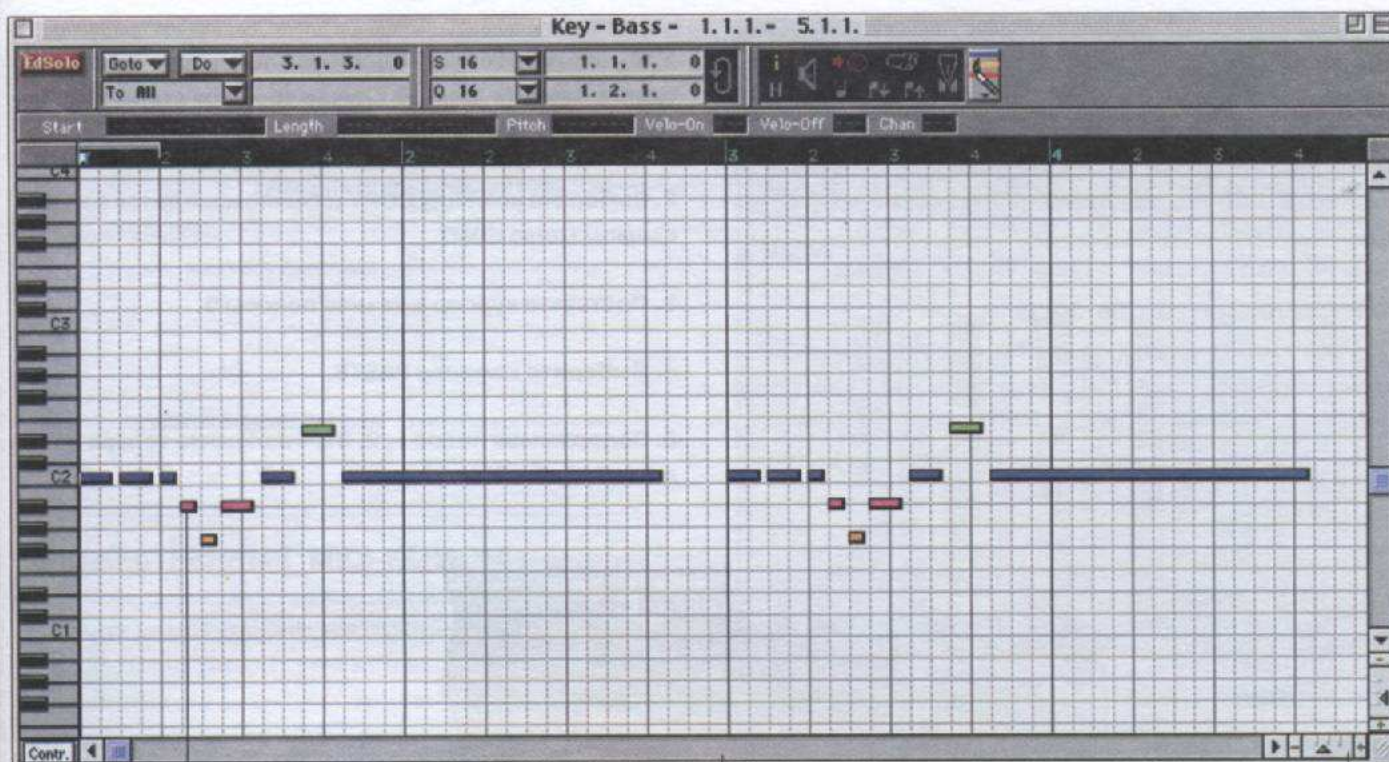 Key - Bass - 1. 1. 1. - 5. 1. 1.
EdSolo Goto Do 3. 1. 3. 0 S 16 1. 1. 1. 0 i
To All Q 16 1. 2. 1. 0 H
Start Length Pitch Velo-On Velo-Off Chan
2 3 4 2 2 3 4 3 2 3 4 4 2 3 4
C4
C3
C2
C1
Contr.